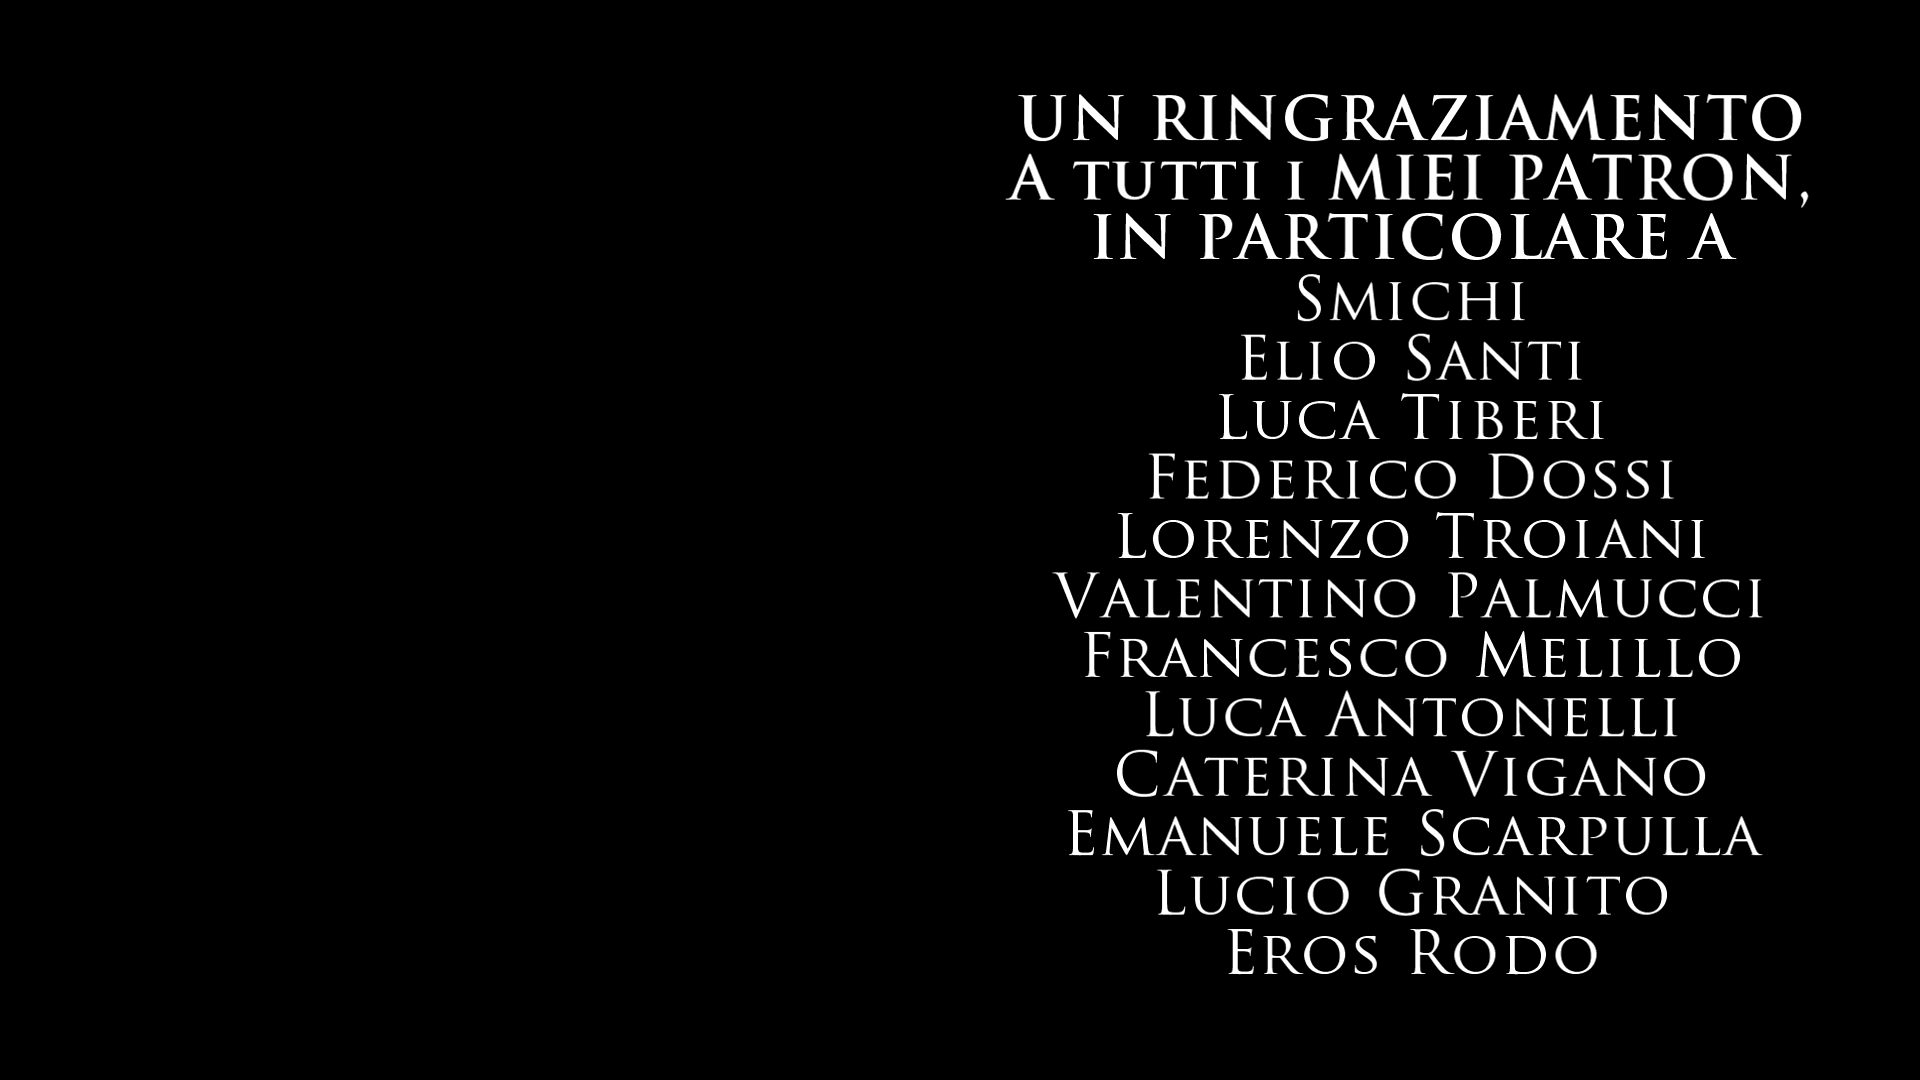 UN RINGRAZIAMENTO
A TUTTI I MIEI PATRON,
IN PARTICOLARE A
SMICHI
ELIO SANTI
LUCA TIBERI
FEDERICO DOSSI
LORENZO TROIANI
VALENTINO PALMUCCI
FRANCESCO MELILLO
LUCA ANTONELLI
CATERINA VIGANO
EMANUELE SCARPULLA
LUCIO GRANITO
EROS RODO